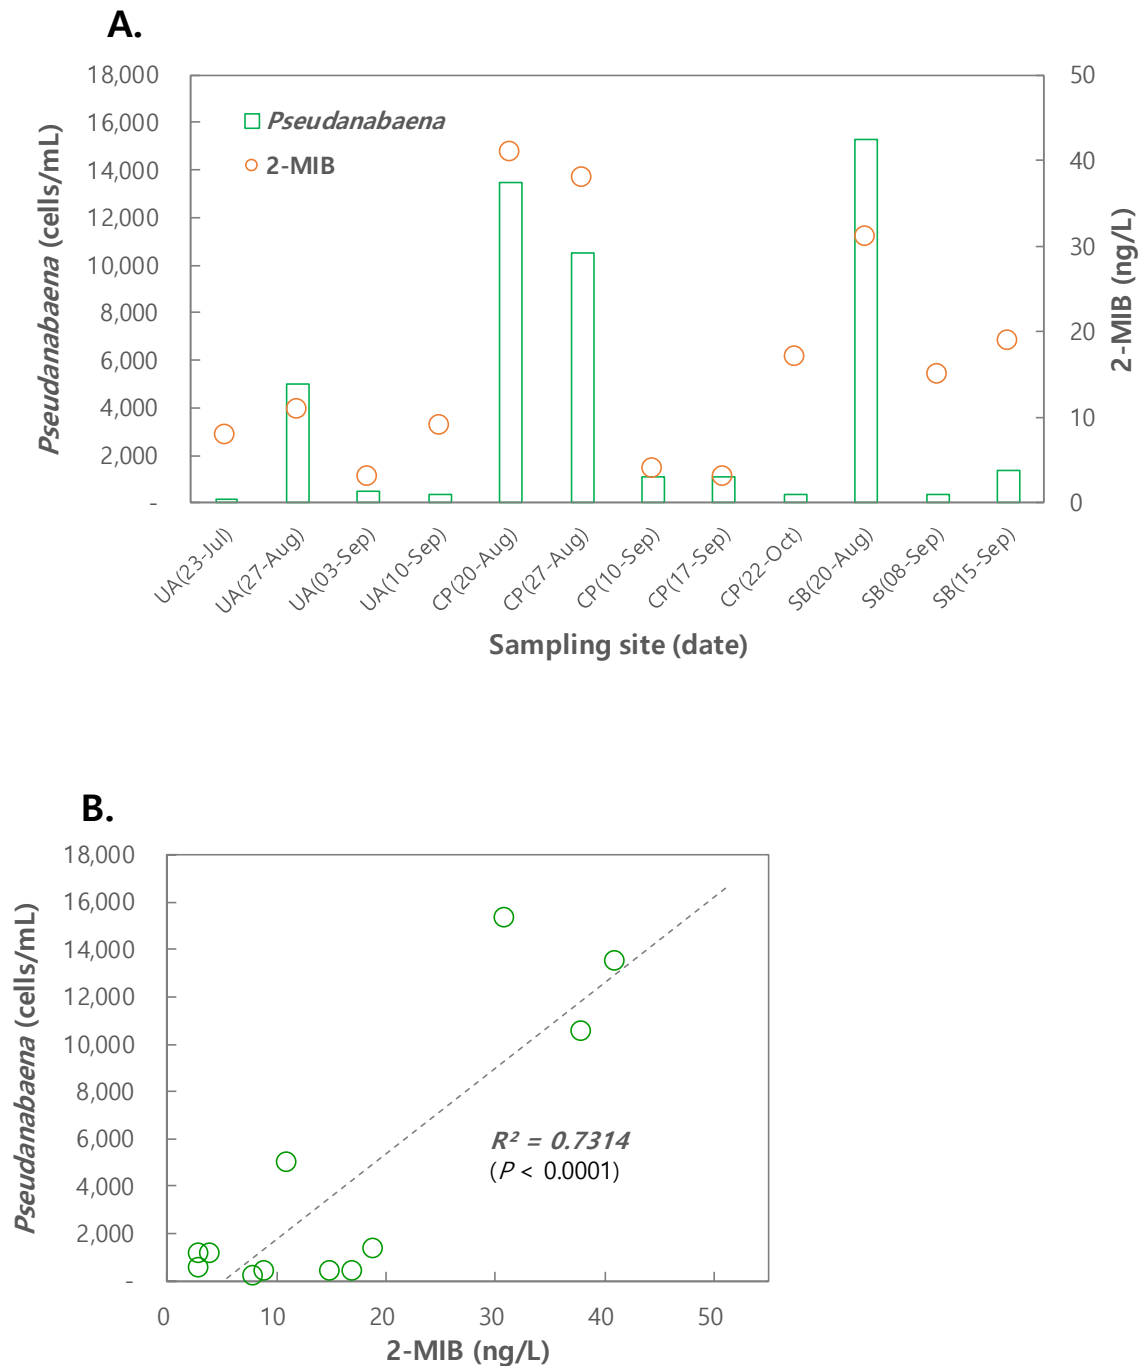 A.
18,000
16,000
14,000
12,000
10,000
8,000
6,000
4,000
2,000
-
Pseudanabaena (cells/mL)
Pseudanabaena
2-MIB
50
40
30
20
10
0
2-MIB (ng/L)
UA(23-Jul)
UA(27-Aug)
UA(03-Sep)
UA(10-Sep)
CP(20-Aug)
CP(27-Aug)
CP(10-Sep)
CP(17-Sep)
CP(22-Oct)
SB(20-Aug)
SB(08-Sep)
SB(15-Sep)
Sampling site (date)
B.
18,000
16,000
14,000
12,000
10,000
8,000
6,000
4,000
2,000
-
Pseudanabaena (cells/mL)
R² = 0.7314
(P < 0.0001)
0 10 20 30 40 50
2-MIB (ng/L)